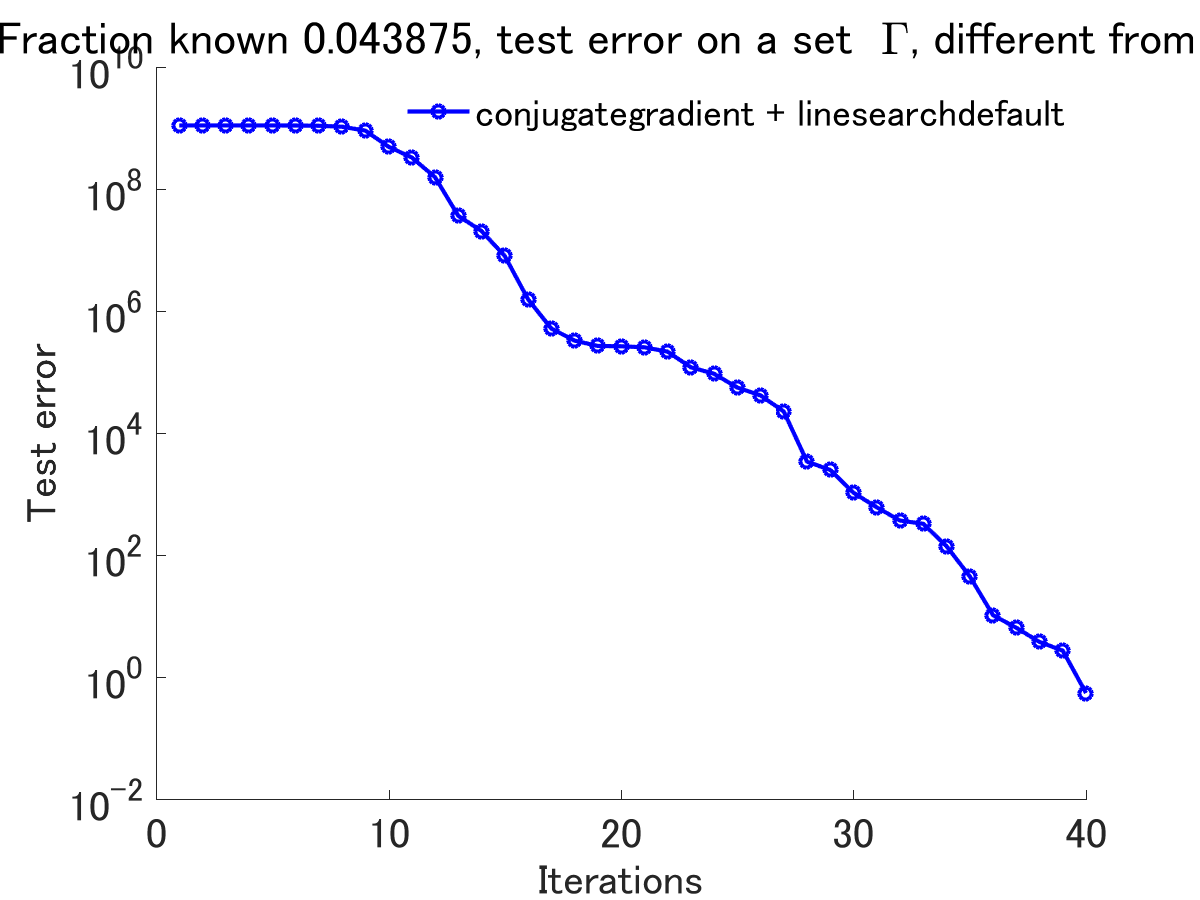 Fraction known 0.043875, test error on a set Γ, different from
10^10
conjugategradient + linesearchdefault
10^8
10^6
10^4
10^2
10^0
10^−2
Test error
0 10 20 30 40
Iterations